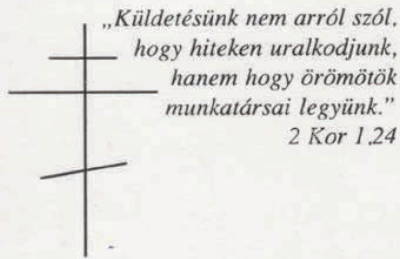 „Küldetésünk nem arról szól,
hogy hiteken uralkodjunk,
hanem hogy örömötök
munkatársai legyünk.”
2 Kor 1,24